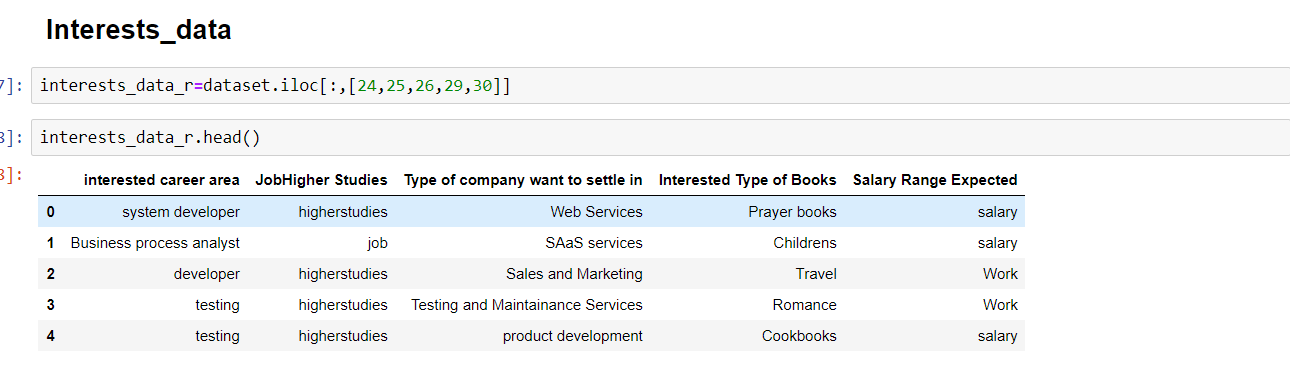 Interests_data
7]: interests_data_r=dataset.iloc[:,[24,25,26,29,30]]
8]: interests_data_r.head()
8]:
interested career area JobHigher Studies Type of company want to settle in Interested Type of Books Salary Range Expected
0 system developer higherstudies Web Services Prayer books salary
1 Business process analyst job SAaS services Childrens salary
2 developer higherstudies Sales and Marketing Travel Work
3 testing higherstudies Testing and Maintainance Services Romance Work
4 testing higherstudies product development Cookbooks salary